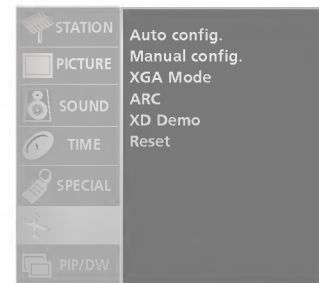 STATION
PICTURE
SOUND
TIME
SPECIAL
PIP/DW
Auto config.
Manual config.
XGA Mode
ARC
XD Demo
Reset